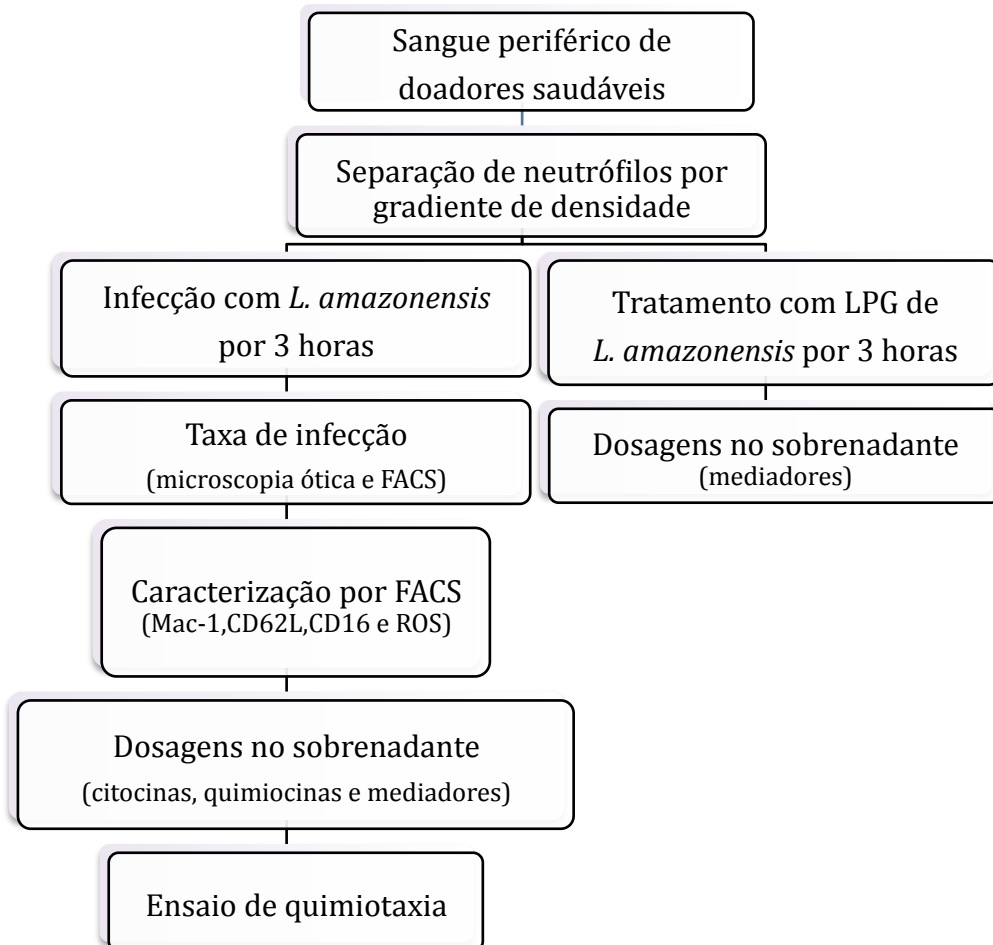 Sangue periférico de
doadores saudáveis
Separação de neutrófilos por
gradiente de densidade
Infecção com L. amazonensis
por 3 horas
Tratamento com LPG de
L. amazonensis por 3 horas
Taxa de infecção
(microscopia ótica e FACS)
Dosagens no sobrenadante
(mediadores)
Caracterização por FACS
(Mac-1,CD62L,CD16 e ROS)
Dosagens no sobrenadante
(citocinas, quimiocinas e mediadores)
Ensaio de quimiotaxia